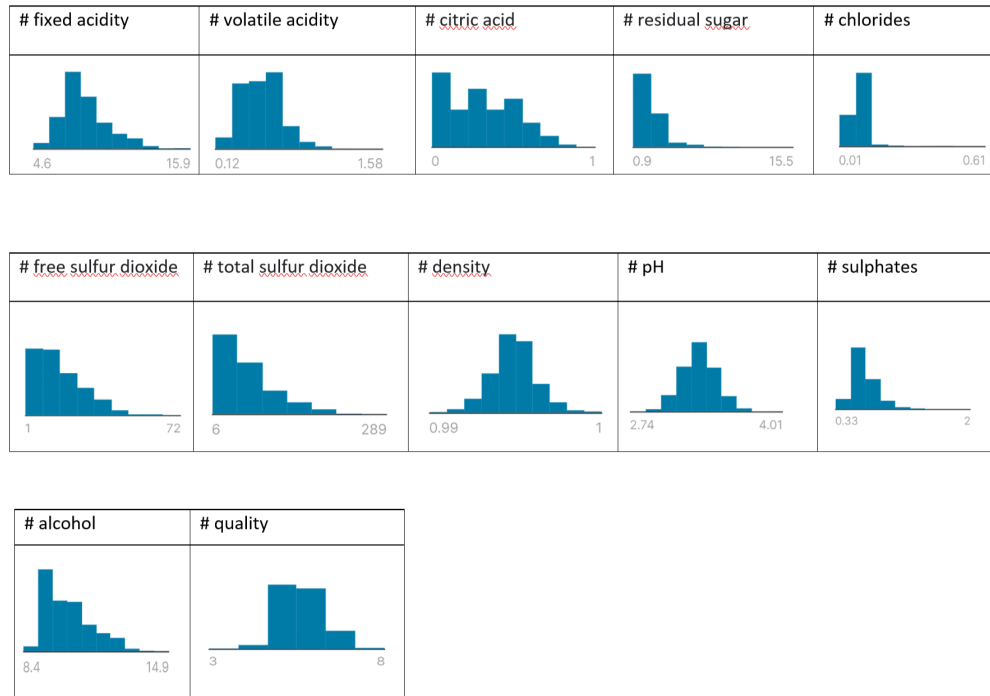 # fixed acidity # volatile acidity # citric acid # residual sugar # chlorides
4.6 15.9 0.12 1.58 0 1 0.9 15.5 0.01 0.61
# free sulfur dioxide # total sulfur dioxide # density # pH # sulphates
1 72 6 289 0.99 1 2.74 4.01 0.33 2
# alcohol # quality
8.4 14.9 3 8